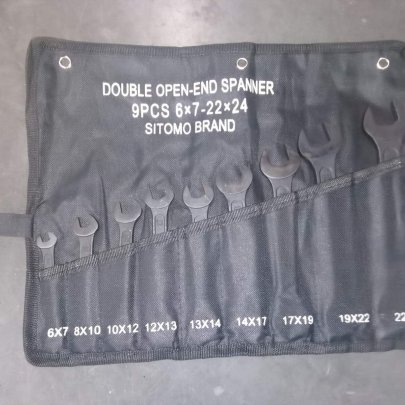 DOUBLE OPEN-END SPANNER
9PCS 6×7-22×24
SITOMO BRAND
6X7 8X10 10X12 12X13 13X14 14X17 17X19 19X22 22